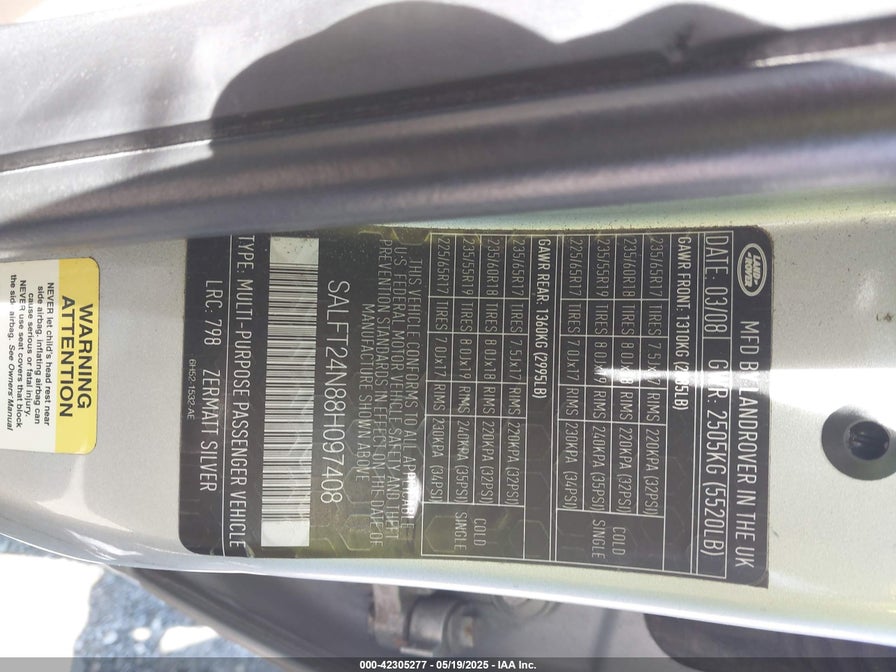 LAND ROVER
MFD BY LANDROVER IN THE UK
DATE: 03/08 GVWR: 2505KG (5520LB)
GAWR FRONT: 1310KG
235/65R17 TIRES 7.5Jx17 RIMS 220KPA (32PSI)
235/60R18 TIRES 8.0Jx18 RIMS 220KPA (32PSI)
235/55R19 TIRES 8.0Jx19 RIMS 240KPA (35PSI)
225/65R17 TIRES 7.0Jx17 RIMS 230KPA (34PSI)
COLD
SINGLE
GAWR REAR: 1360KG (2995LB)
235/65R17 TIRES 7.5Jx17 RIMS 220KPA (32PSI)
235/60R18 TIRES 8.0Jx18 RIMS 220KPA (32PSI)
235/55R19 TIRES 8.0Jx19 RIMS 240KPA (35PSI)
225/65R17 TIRES 7.0Jx17 RIMS 230KPA (34PSI)
COLD
SINGLE
THIS VEHICLE CONFORMS TO ALL APPLICABLE
U.S. FEDERAL MOTOR VEHICLE SAFETY AND THEFT
PREVENTION STANDARDS IN EFFECT ON THE DATE OF
MANUFACTURE SHOWN ABOVE
SALFT24N88H097408
TYPE: MULTI-PURPOSE PASSENGER VEHICLE
LRC: 798 ZERMATT SILVER
6H52-1532-AE
WARNING
ATTENTION
NEVER let child's head rest near
side airbag. inflating airbag can
cause serious or fatal injury.
NEVER use seat covers that block
the side airbag. See Owners Manual
000-42305277 - 05/19/2025 - IAA Inc.